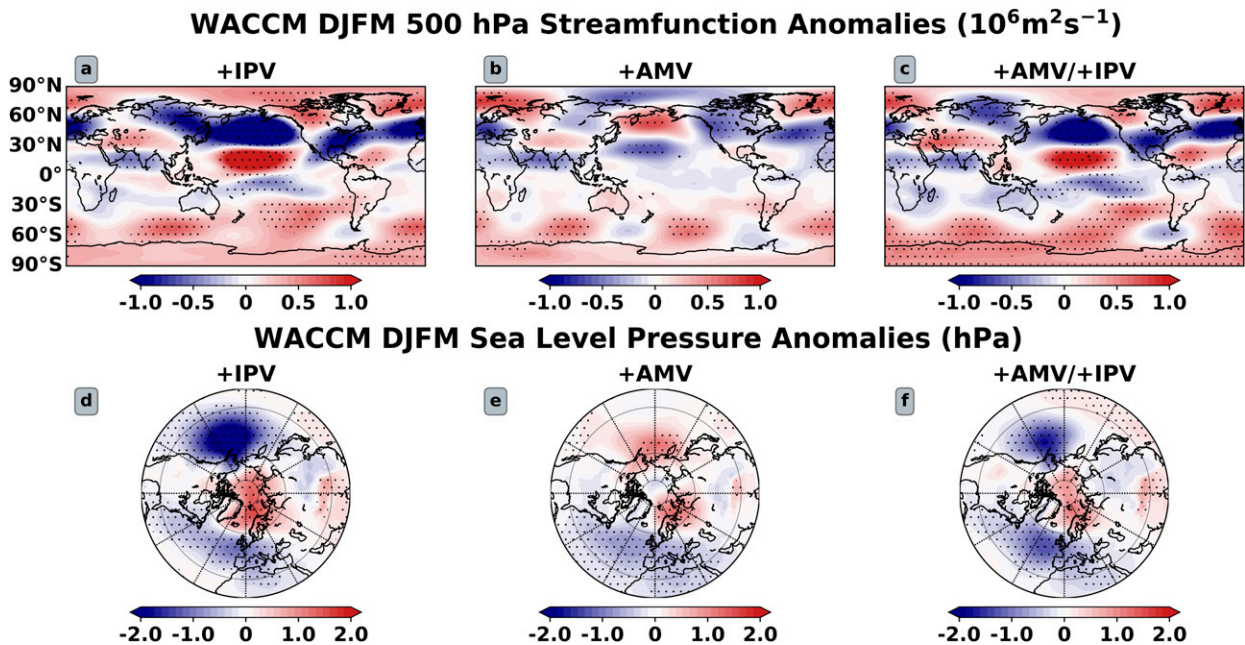 WACCM DJFM 500 hPa Streamfunction Anomalies (10⁶m²s⁻¹)
a +IPV b +AMV c +AMV/+IPV
90°N
60°N
30°N
0°
30°S
60°S
90°S
-1.0 -0.5 0 0.5 1.0 -1.0 -0.5 0 0.5 1.0 -1.0 -0.5 0 0.5 1.0
WACCM DJFM Sea Level Pressure Anomalies (hPa)
d +IPV e +AMV f +AMV/+IPV
-2.0 -1.0 0 1.0 2.0 -2.0 -1.0 0 1.0 2.0 -2.0 -1.0 0 1.0 2.0